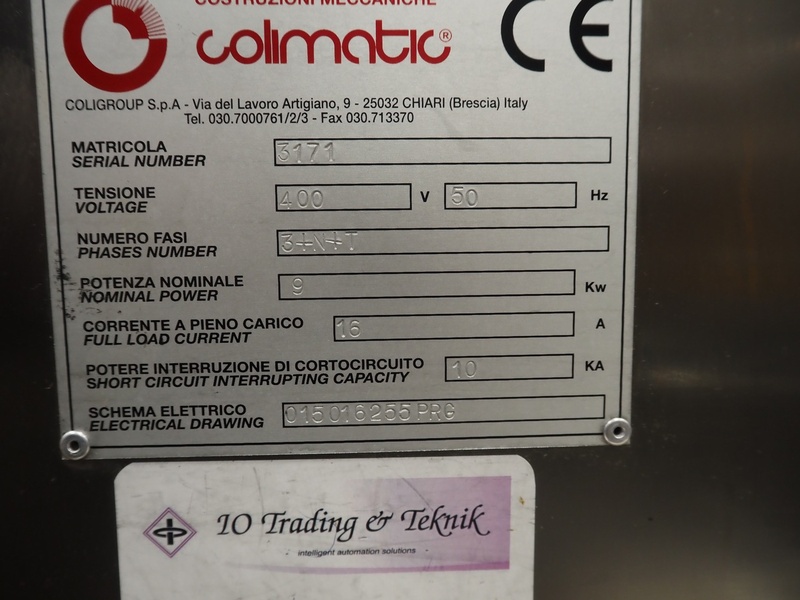 COSTRUZIONI MECCANICHE
colimatic®
CE
COLIGROUP S.p.A - Via del Lavoro Artigiano, 9 - 25032 CHIARI (Brescia) Italy
Tel. 030.7000761/2/3 - Fax 030.713370
MATRICOLA
SERIAL NUMBER 3171
TENSIONE
VOLTAGE 400 V 50 Hz
NUMERO FASI
PHASES NUMBER 3+N+T
POTENZA NOMINALE
NOMINAL POWER 9 Kw
CORRENTE A PIENO CARICO
FULL LOAD CURRENT 16 A
POTERE INTERRUZIONE DI CORTOCIRCUITO
SHORT CIRCUIT INTERRUPTING CAPACITY 10 KA
SCHEMA ELETTRICO
ELECTRICAL DRAWING 015016255PRG
IO Trading & Teknik
- intelligent automation solutions -